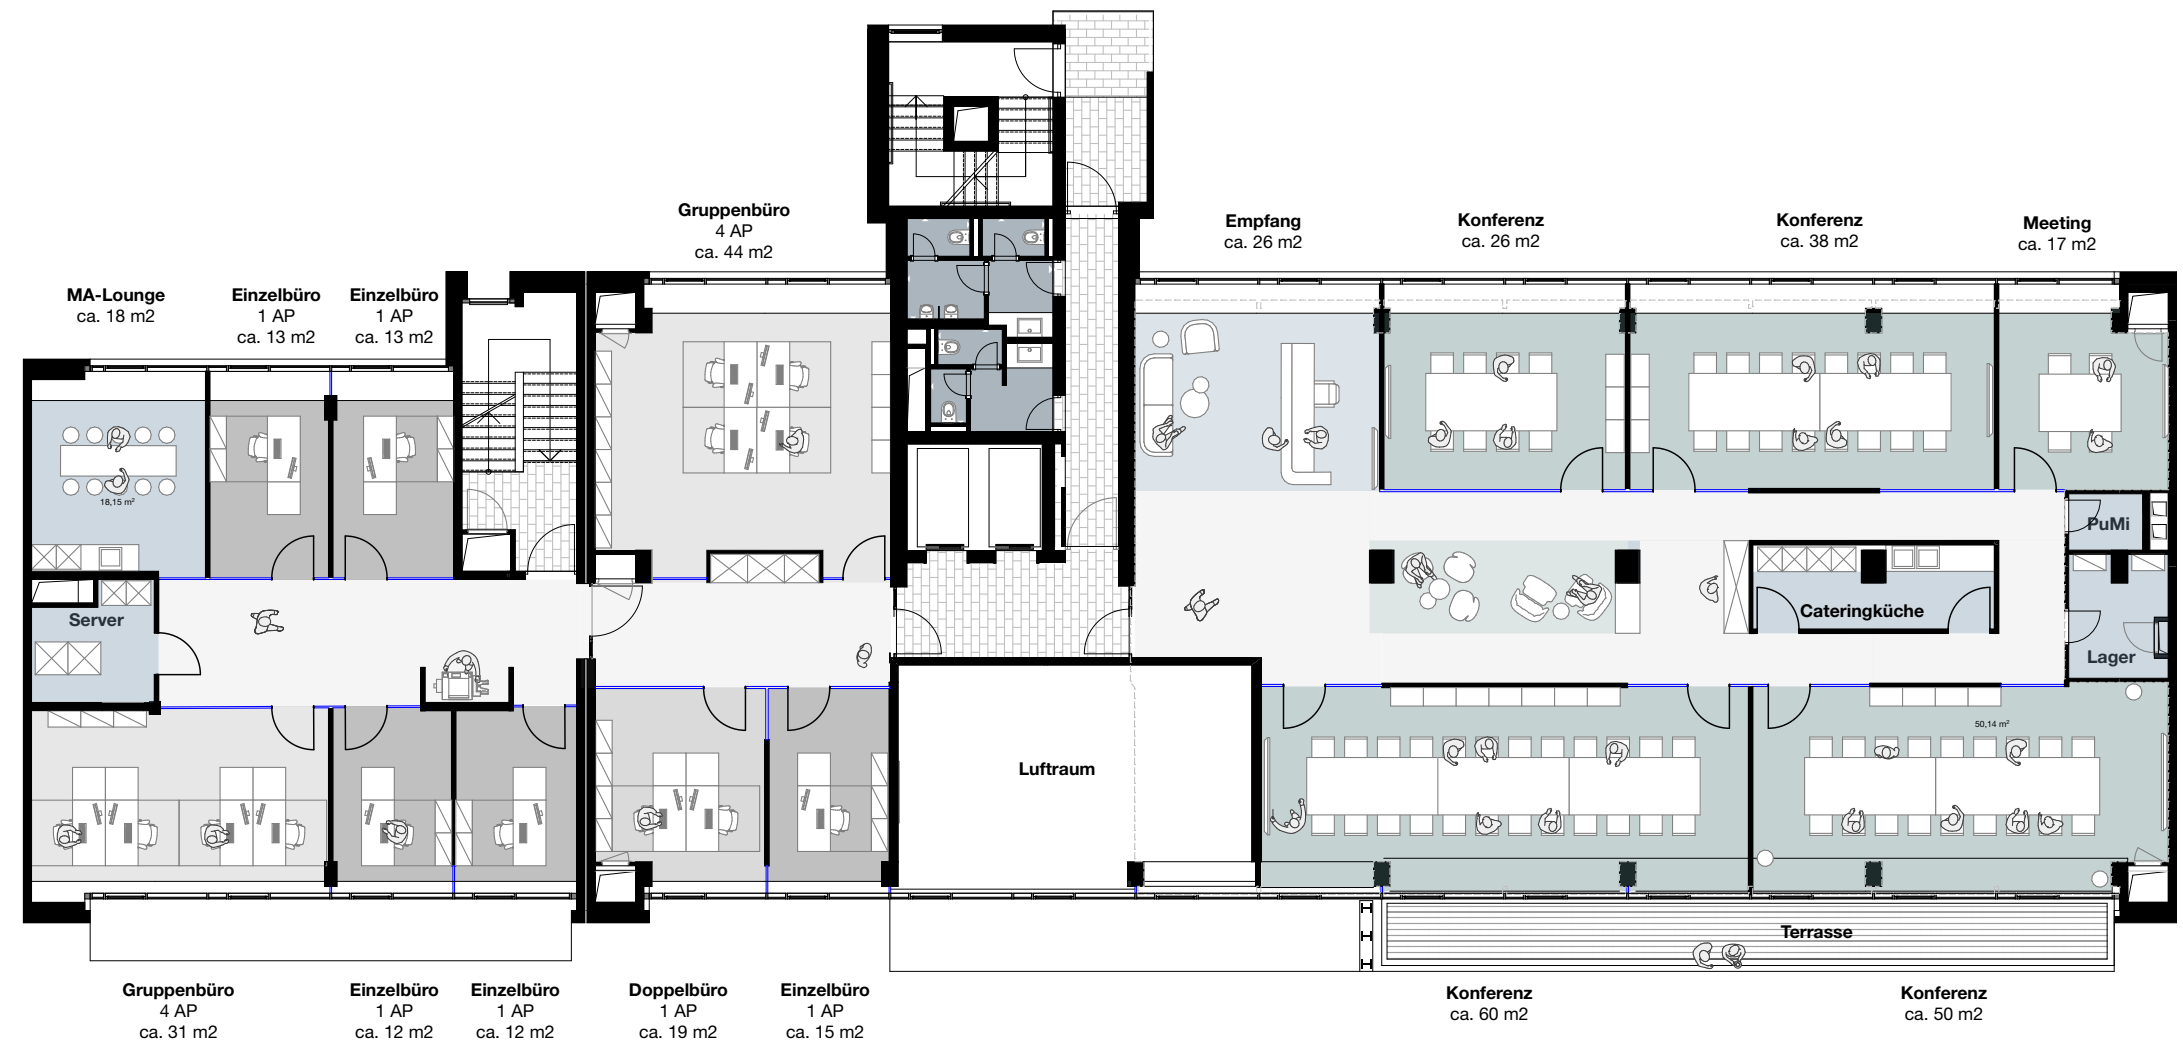 Gruppenbüro
4 AP
ca. 44 m2
Empfang
ca. 26 m2
Konferenz
ca. 26 m2
Konferenz
ca. 38 m2
Meeting
ca. 17 m2
MA-Lounge
ca. 18 m2
Einzelbüro
1 AP
ca. 13 m2
Einzelbüro
1 AP
ca. 13 m2
18,15 m²
PuMi
Server
Cateringküche
Lager
50,14 m²
Luftraum
Terrasse
Gruppenbüro
4 AP
ca. 31 m2
Einzelbüro
1 AP
ca. 12 m2
Einzelbüro
1 AP
ca. 12 m2
Doppelbüro
1 AP
ca. 19 m2
Einzelbüro
1 AP
ca. 15 m2
Konferenz
ca. 60 m2
Konferenz
ca. 50 m2